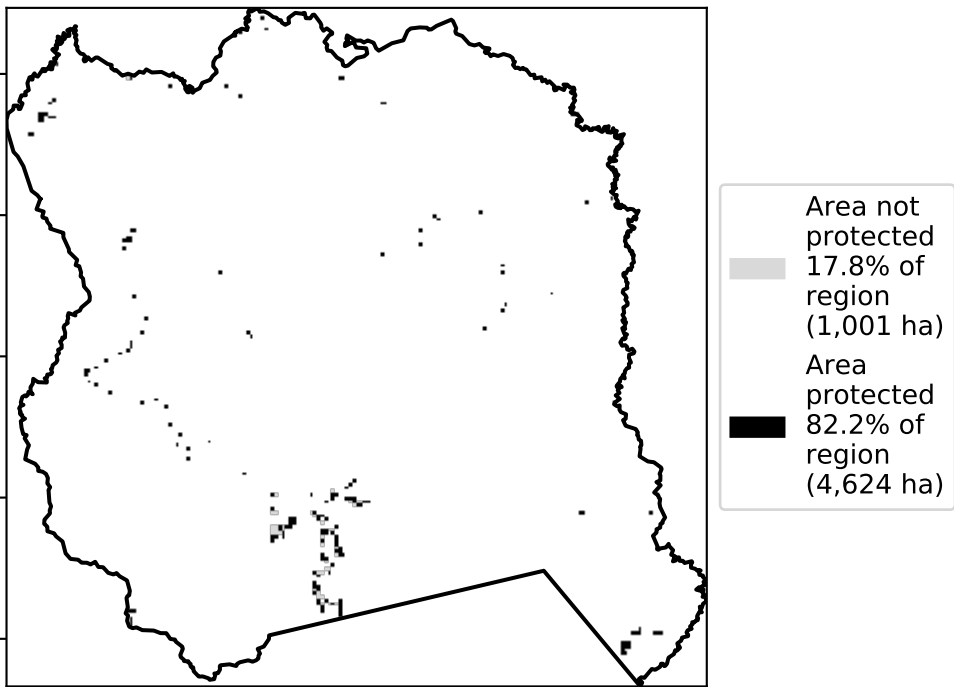 Area not
protected
17.8% of
region
(1,001 ha)
Area
protected
82.2% of
region
(4,624 ha)